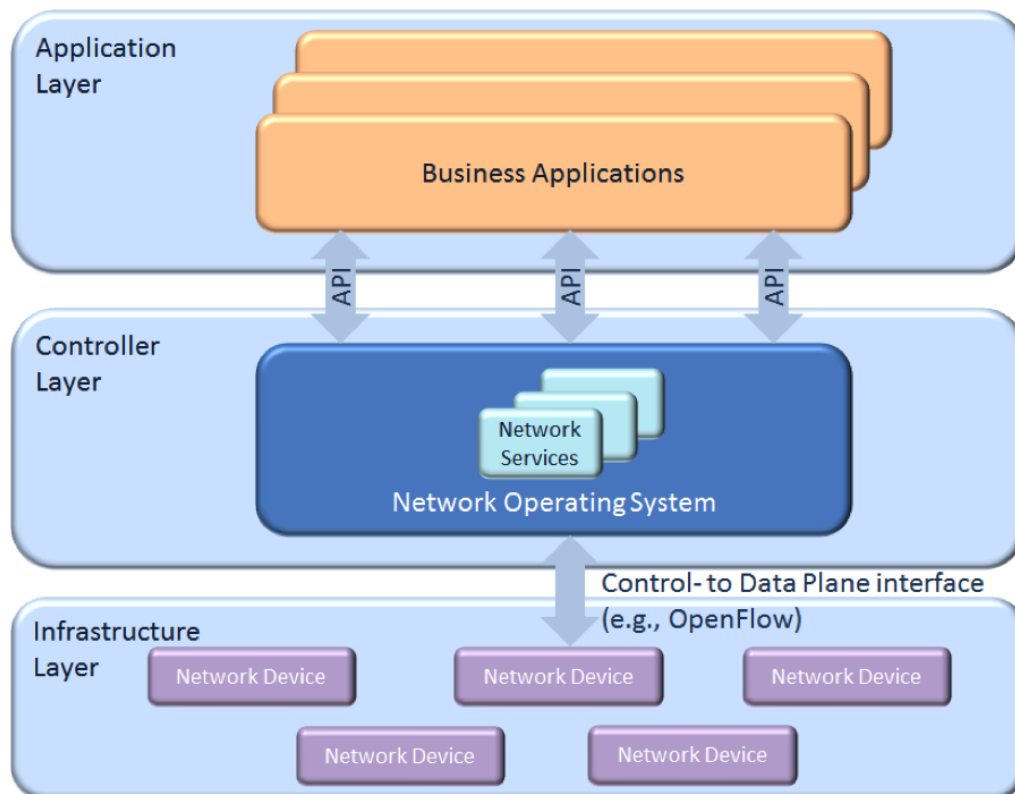 Application
Layer
Business Applications
API
API
API
Controller
Layer
Network
Services
Network Operating System
Control- to Data Plane interface
(e.g., OpenFlow)
Infrastructure
Layer
Network Device
Network Device
Network Device
Network Device
Network Device